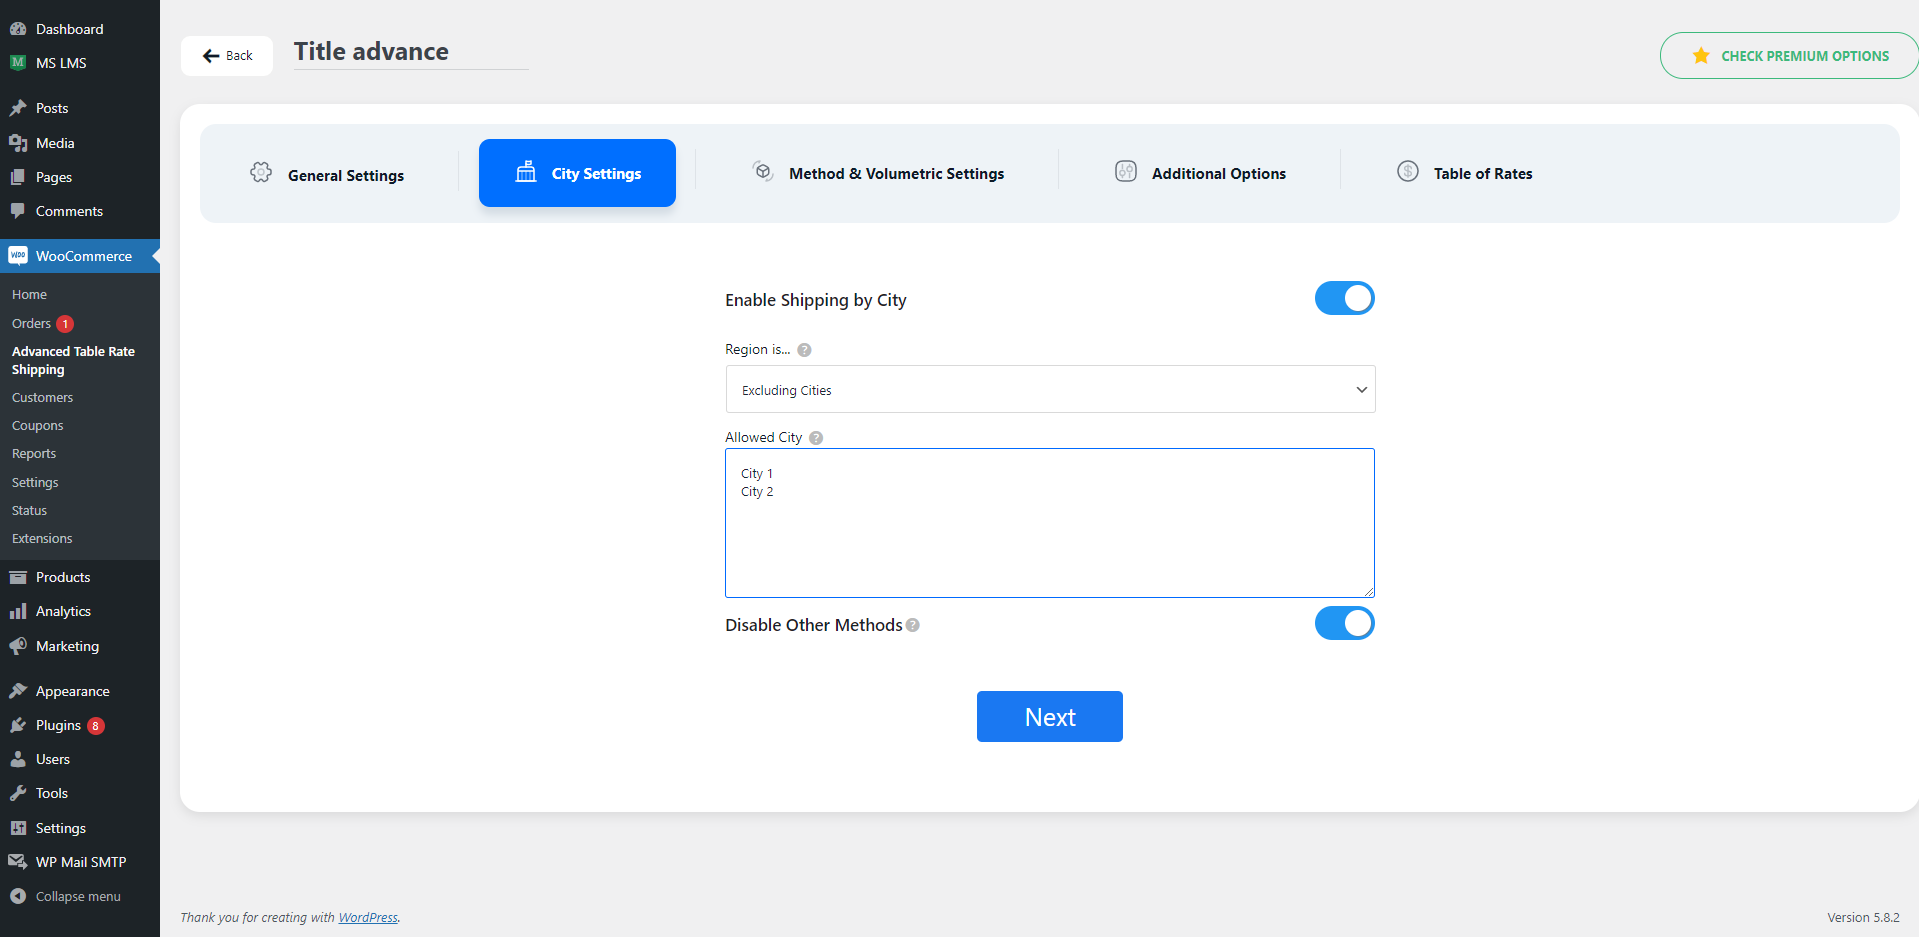 Dashboard
MS LMS
Posts
Media
Pages
Comments
WooCommerce
Home
Orders 1
Advanced Table Rate
Shipping
Customers
Coupons
Reports
Settings
Status
Extensions
Products
Analytics
Marketing
Appearance
Plugins 8
Users
Tools
Settings
WP Mail SMTP
Collapse menu
Back
Title advance
CHECK PREMIUM OPTIONS
General Settings
City Settings
Method & Volumetric Settings
Additional Options
Table of Rates
Enable Shipping by City
Region is... ?
Excluding Cities
Allowed City ?
City 1
City 2
Disable Other Methods ?
Next
Thank you for creating with WordPress.
Version 5.8.2